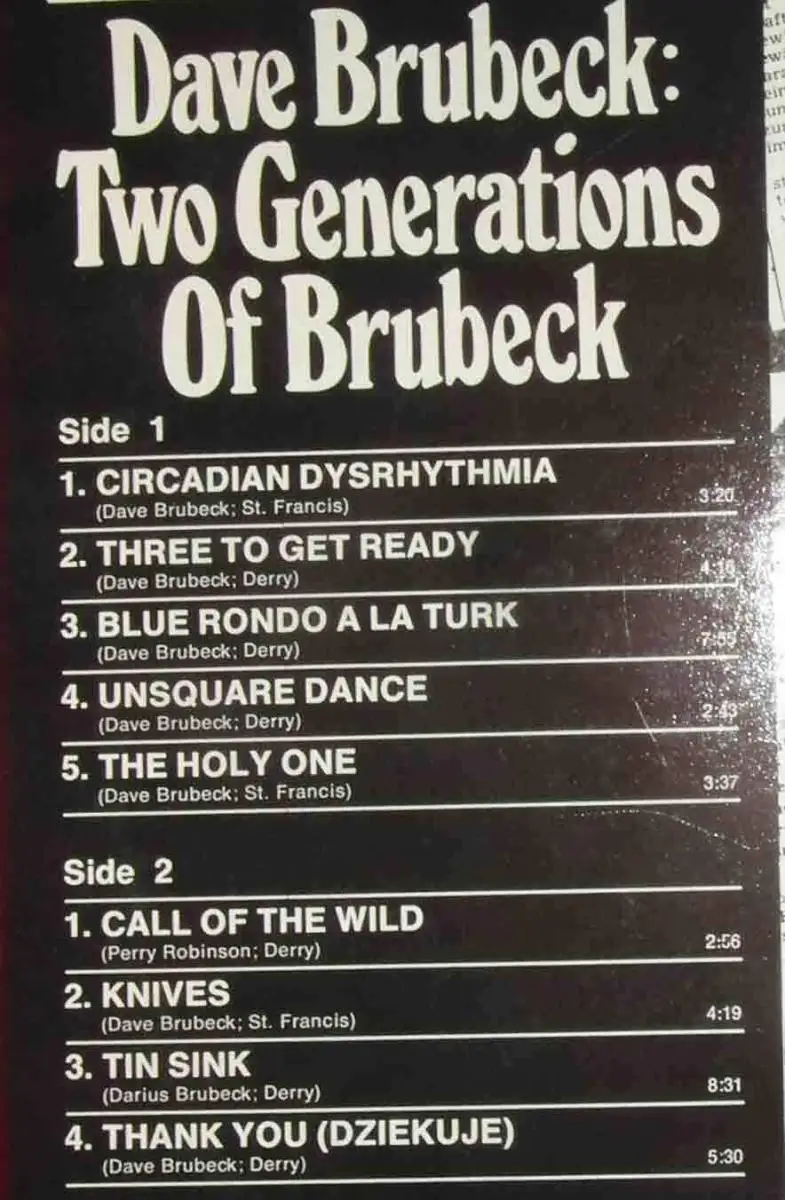 Dave Brubeck:
Two Generations
Of Brubeck
Side 1
1. CIRCADIAN DYSRHYTHMIA
(Dave Brubeck; St. Francis) 3:20
2. THREE TO GET READY
(Dave Brubeck; Derry)
3. BLUE RONDO A LA TURK
(Dave Brubeck; Derry) 7:55
4. UNSQUARE DANCE
(Dave Brubeck; Derry) 2:43
5. THE HOLY ONE
(Dave Brubeck; St. Francis) 3:37
Side 2
1. CALL OF THE WILD
(Perry Robinson; Derry) 2:56
2. KNIVES
(Dave Brubeck; St. Francis) 4:19
3. TIN SINK
(Darius Brubeck; Derry) 8:31
4. THANK YOU (DZIEKUJE)
(Dave Brubeck; Derry) 5:30